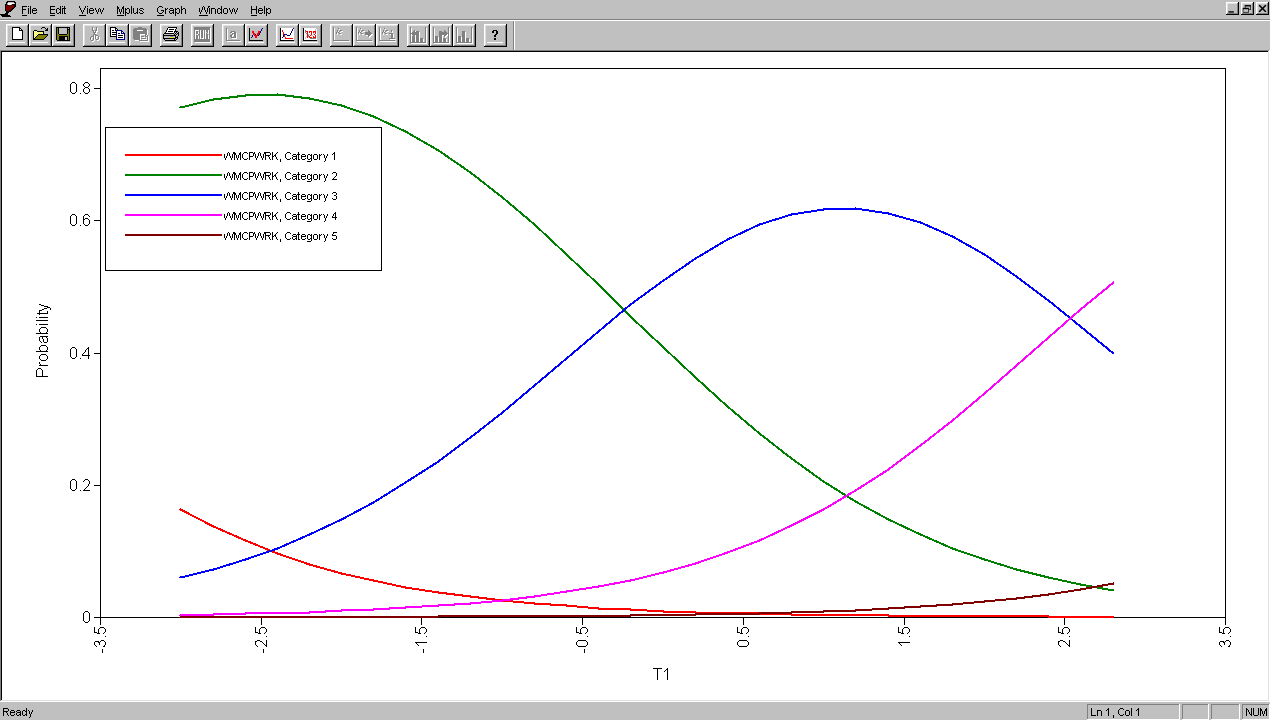 File Edit View Mplus Graph Window Help
RUN
0.8
0.6
0.4
0.2
0
Probability
WMCPWRK, Category 1
WMCPWRK, Category 2
WMCPWRK, Category 3
WMCPWRK, Category 4
WMCPWRK, Category 5
-3.5 -2.5 -1.5 -0.5 0.5 1.5 2.5 3.5
T1
Ready Ln 1, Col 1 NUM